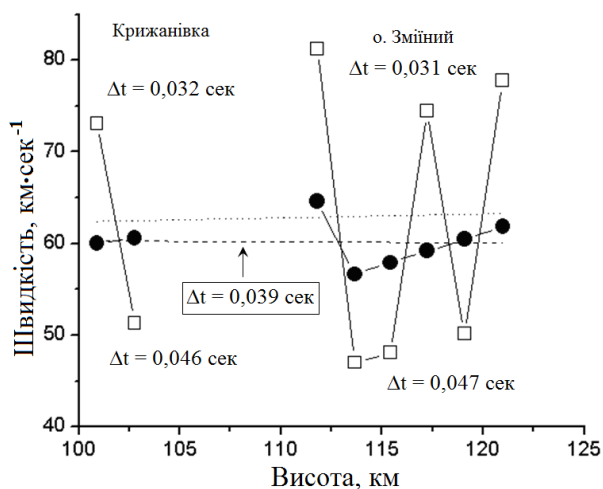 Крижанівка
о. Зміїний
Δt = 0,031 сек
Δt = 0,032 сек
Δt = 0,039 сек
Δt = 0,046 сек
Δt = 0,047 сек
80
70
60
50
40
Швидкість, км·сек⁻¹
100 105 110 115 120 125
Висота, км